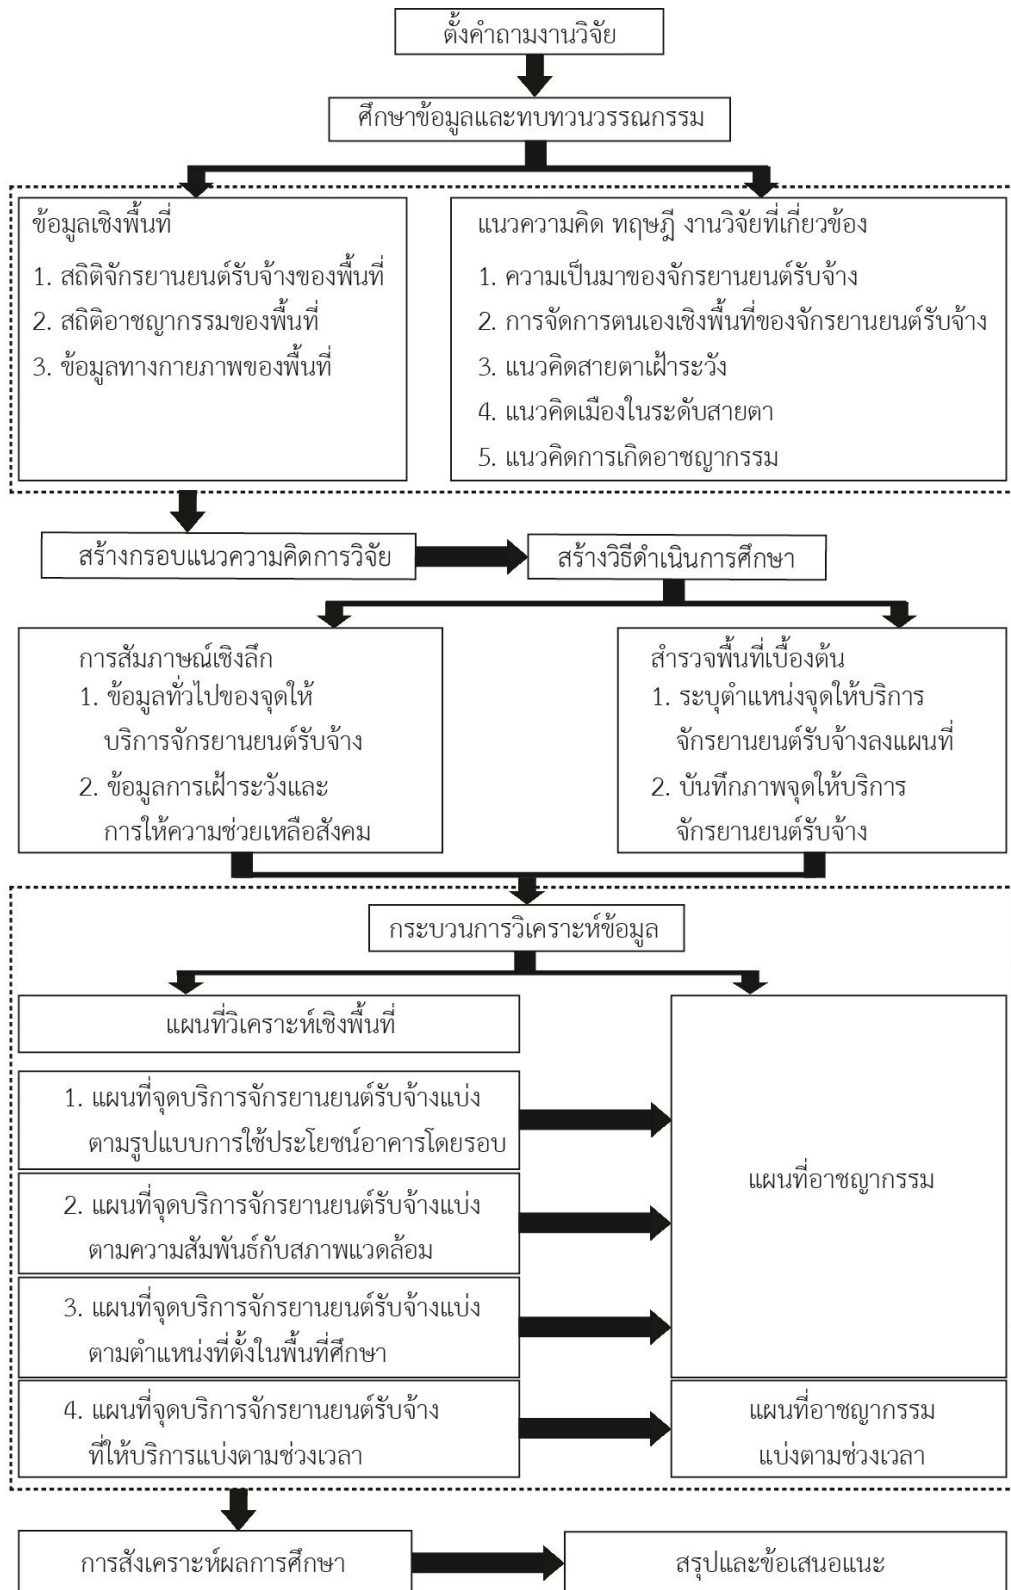 ตั้งคำถามงานวิจัย
ศึกษาข้อมูลและทบทวนวรรณกรรม
ข้อมูลเชิงพื้นที่
1. สถิติจักรยานยนต์รับจ้างของพื้นที่
2. สถิติอาชญากรรมของพื้นที่
3. ข้อมูลทางกายภาพของพื้นที่
แนวความคิด ทฤษฎี งานวิจัยที่เกี่ยวข้อง
1. ความเป็นมาของจักรยานยนต์รับจ้าง
2. การจัดการตนเองเชิงพื้นที่ของจักรยานยนต์รับจ้าง
3. แนวคิดสายตาเฝ้าระวัง
4. แนวคิดเมืองในระดับสายตา
5. แนวคิดการเกิดอาชญากรรม
สร้างกรอบแนวความคิดการวิจัย
สร้างวิธีดำเนินการศึกษา
การสัมภาษณ์เชิงลึก
1. ข้อมูลทั่วไปของจุดให้
บริการจักรยานยนต์รับจ้าง
2. ข้อมูลการเฝ้าระวังและ
การให้ความช่วยเหลือสังคม
สำรวจพื้นที่เบื้องต้น
1. ระบุตำแหน่งจุดให้บริการ
จักรยานยนต์รับจ้างลงแผนที่
2. บันทึกภาพจุดให้บริการ
จักรยานยนต์รับจ้าง
กระบวนการวิเคราะห์ข้อมูล
แผนที่วิเคราะห์เชิงพื้นที่
1. แผนที่จุดบริการจักรยานยนต์รับจ้างแบ่ง
ตามรูปแบบการใช้ประโยชน์อาคารโดยรอบ
2. แผนที่จุดบริการจักรยานยนต์รับจ้างแบ่ง
ตามความสัมพันธ์กับสภาพแวดล้อม
3. แผนที่จุดบริการจักรยานยนต์รับจ้างแบ่ง
ตามตำแหน่งที่ตั้งในพื้นที่ศึกษา
4. แผนที่จุดบริการจักรยานยนต์รับจ้าง
ที่ให้บริการแบ่งตามช่วงเวลา
แผนที่อาชญากรรม
แผนที่อาชญากรรม
แบ่งตามช่วงเวลา
การสังเคราะห์ผลการศึกษา
สรุปและข้อเสนอแนะ